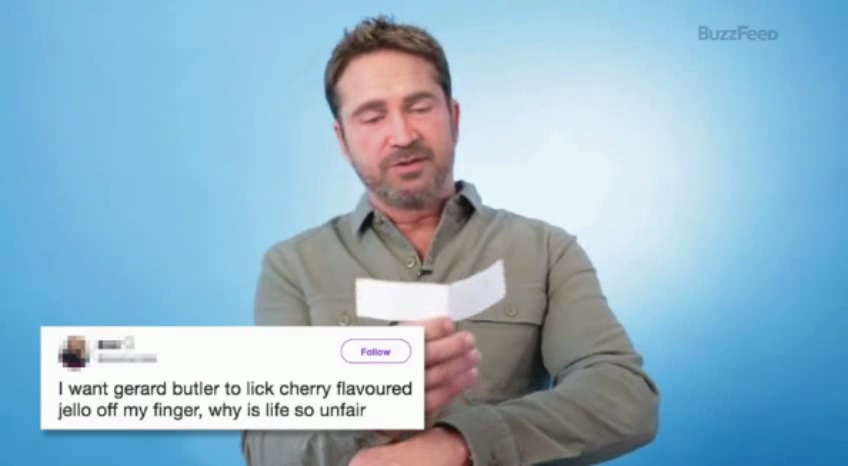 BuzzFeed
Follow
I want gerard butler to lick cherry flavoured
jello off my finger, why is life so unfair